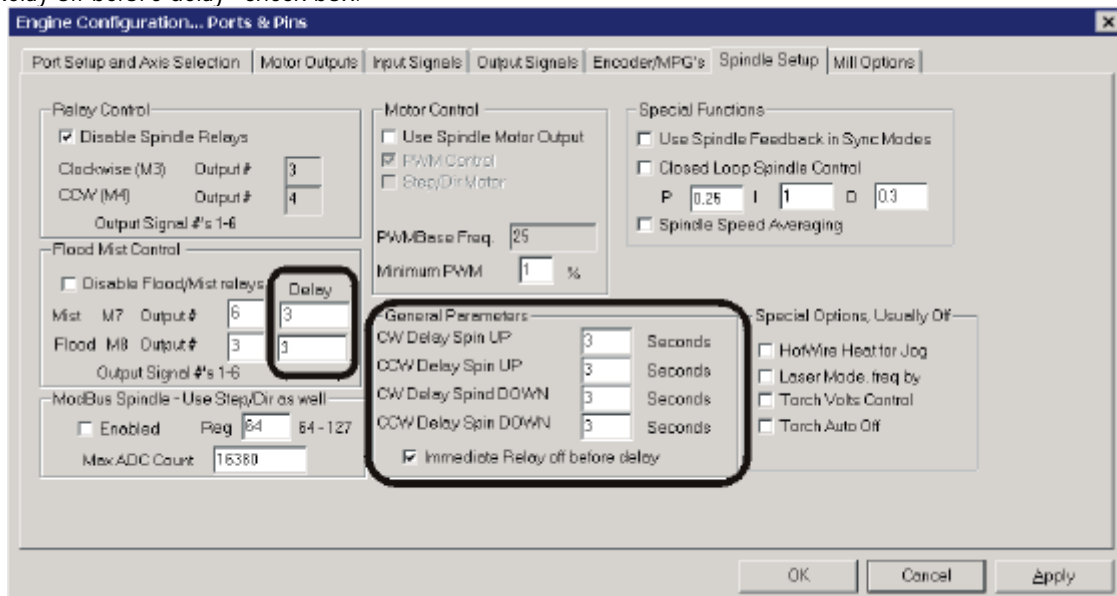 Relay off before delay" check box.
Engine Configuration... Ports & Pins
Port Setup and Axis Selection
Motor Outputs
Input Signals
Output Signals
Encoder/MPG's
Spindle Setup
Mill Options
Relay Control
Disable Spindle Relays
Clockwise (M3) Output # 3
CCW (M4) Output # 4
Output Signal #'s 1-6
Flood Mist Control
Disable Flood/Mist relays
Delay
Mist M7 Output # 6 3
Flood M8 Output # 3 3
Output Signal #'s 1-6
ModBus Spindle - Use Step/Dir as well
Enabled Reg 64 64 - 127
Max ADC Count 16380
Motor Control
Use Spindle Motor Output
PWM Control
Step/Dir Motor
PWMBase Freq. 25
Minimum PWM 1 %
General Parameters
CW Delay Spin UP 3 Seconds
CCW Delay Spin UP 3 Seconds
CW Delay Spind DOWN 3 Seconds
CCW Delay Spin DOWN 3 Seconds
Immediate Relay off before delay
Special Functions
Use Spindle Feedback in Sync Modes
Closed Loop Spindle Control
P 0.25 I 1 D 0.3
Spindle Speed Averaging
Special Options, Usually Off
HotWire Heat for Jog
Laser Mode. freq by
Torch Volts Control
Torch Auto Off
OK
Cancel
Apply